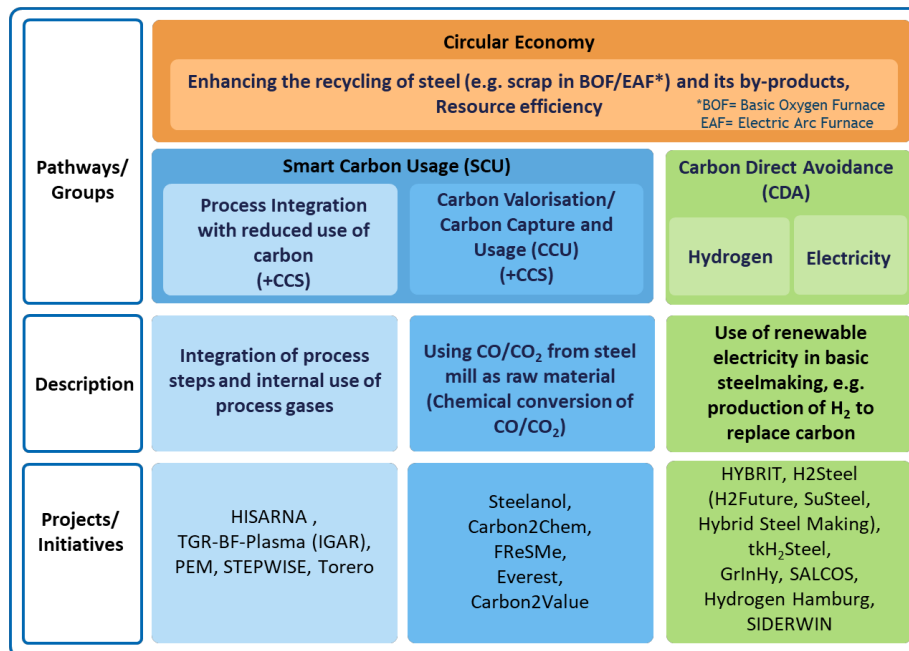 Circular Economy
Enhancing the recycling of steel (e.g. scrap in BOF/EAF*) and its by-products,
Resource efficiency
*BOF= Basic Oxygen Furnace
EAF= Electric Arc Furnace
Pathways/
Groups
Smart Carbon Usage (SCU)
Process Integration
with reduced use of
carbon
(+CCS)
Carbon Valorisation/
Carbon Capture and
Usage (CCU)
(+CCS)
Carbon Direct Avoidance
(CDA)
Hydrogen
Electricity
Description
Integration of process
steps and internal use of
process gases
Using CO/CO₂ from steel
mill as raw material
(Chemical conversion of
CO/CO₂)
Use of renewable
electricity in basic
steelmaking, e.g.
production of H₂ to
replace carbon
Projects/
Initiatives
HISARNA ,
TGR-BF-Plasma (IGAR),
PEM, STEPWISE, Torero
Steelanol,
Carbon2Chem,
FReSMe,
Everest,
Carbon2Value
HYBRIT, H2Steel
(H2Future, SuSteel,
Hybrid Steel Making),
tkH₂Steel,
GrInHy, SALCOS,
Hydrogen Hamburg,
SIDERWIN